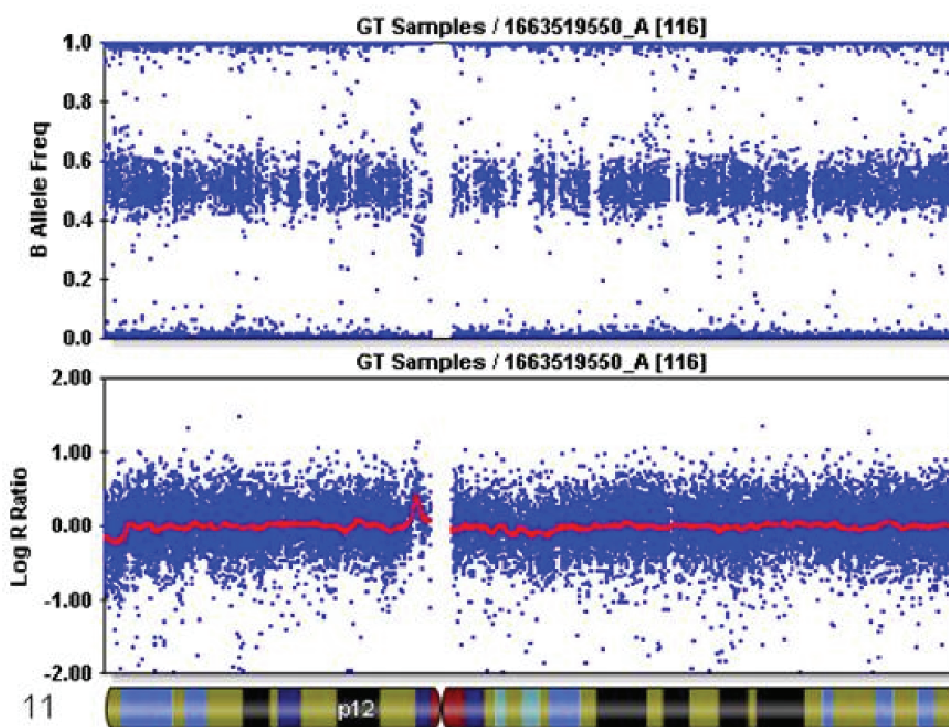 GT Samples / 1663519550_A [116]
B Allele Freq
1.0
0.8
0.6
0.4
0.2
0.0
GT Samples / 1663519550_A [116]
Log R Ratio
2.00
1.00
0.00
-1.00
-2.00
11
p12